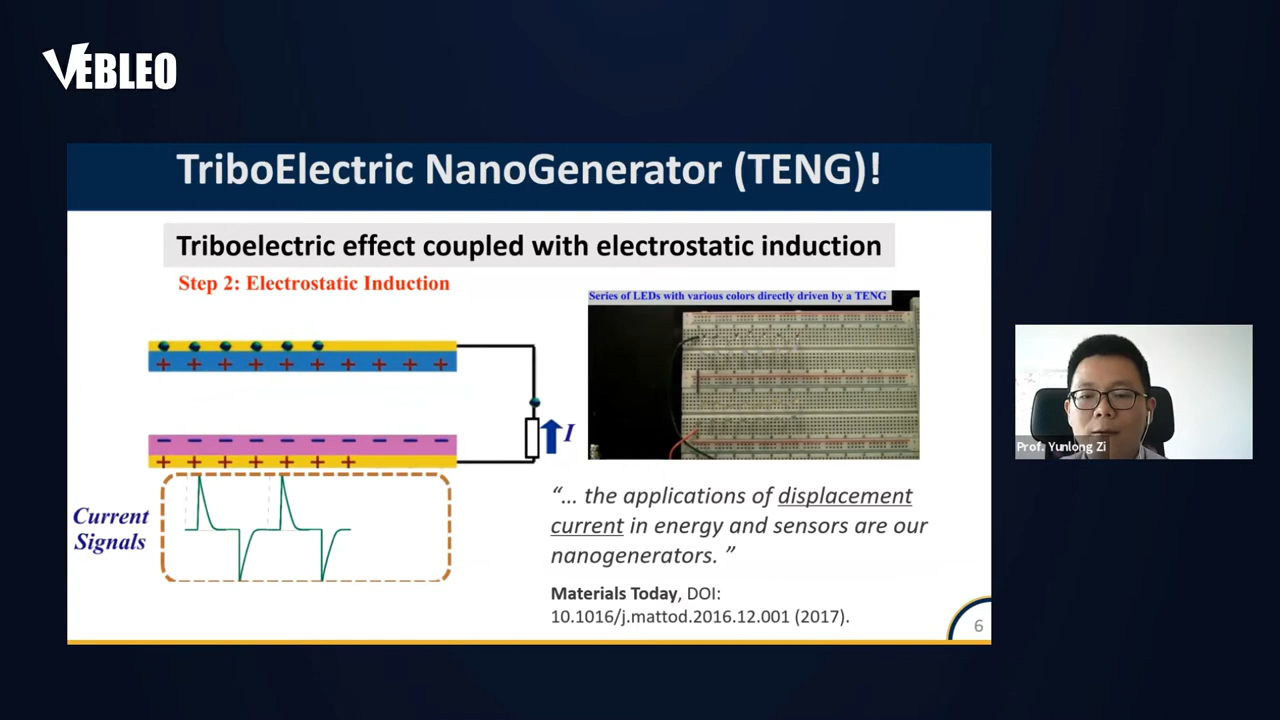 VEBLEO
TriboElectric NanoGenerator (TENG)!
Triboelectric effect coupled with electrostatic induction
Step 2: Electrostatic Induction
Series of LEDs with various colors directly driven by a TENG
+ + + + + + + + + +
I
− − − − − − − − − −
+ + + + + + +
Current
Signals
“... the applications of displacement
current in energy and sensors are our
nanogenerators. ”
Materials Today, DOI:
10.1016/j.mattod.2016.12.001 (2017).
6
Prof. Yunlong Zi